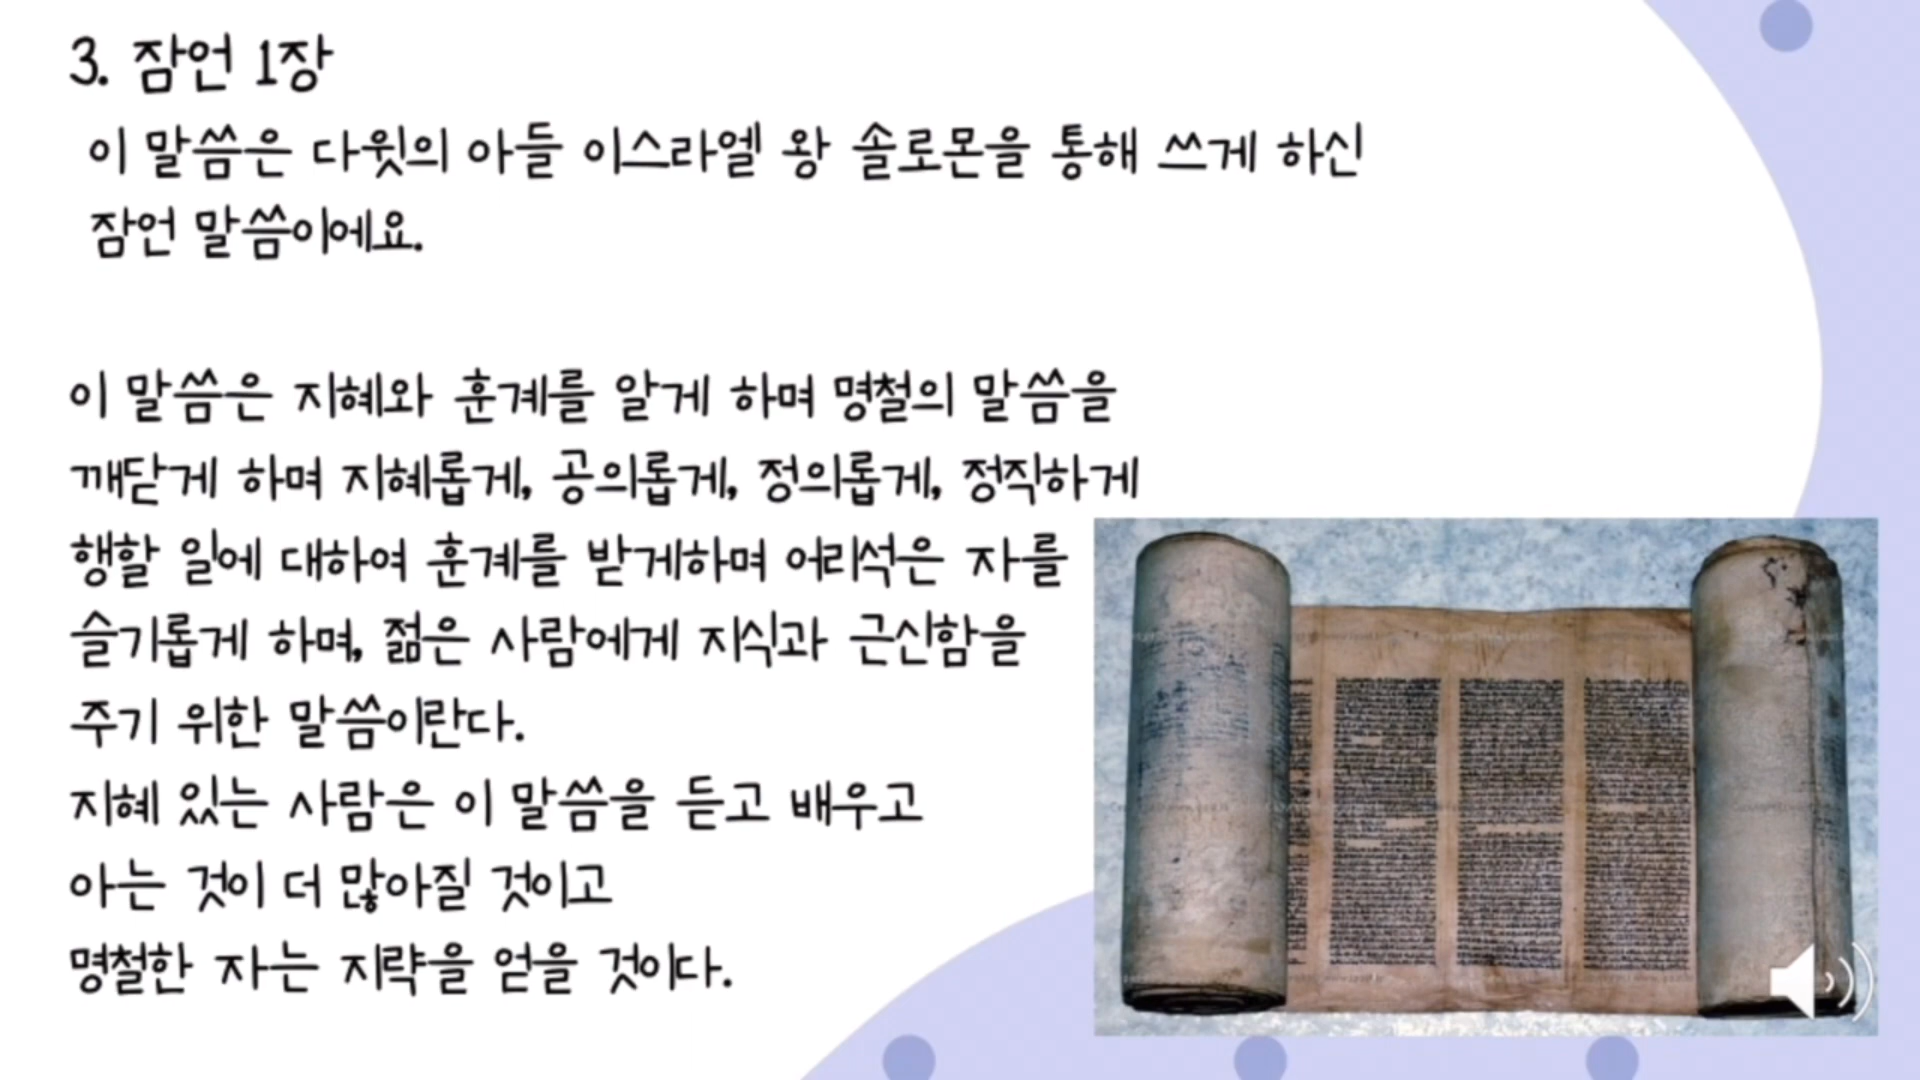 3. 잠언 1장
이 말씀은 다윗의 아들 이스라엘 왕 솔로몬을 통해 쓰게 하신
잠언 말씀이에요.
이 말씀은 지혜와 훈계를 알게 하며 명철의 말씀을
깨닫게 하며 지혜롭게, 공의롭게, 정의롭게, 정직하게
행할 일에 대하여 훈계를 받게하며 어리석은 자를
슬기롭게 하며, 젊은 사람에게 지식과 근신함을
주기 위한 말씀이란다.
지혜 있는 사람은 이 말씀을 듣고 배우고
아는 것이 더 많아질 것이고
명철한 자는 지략을 얻을 것이다.